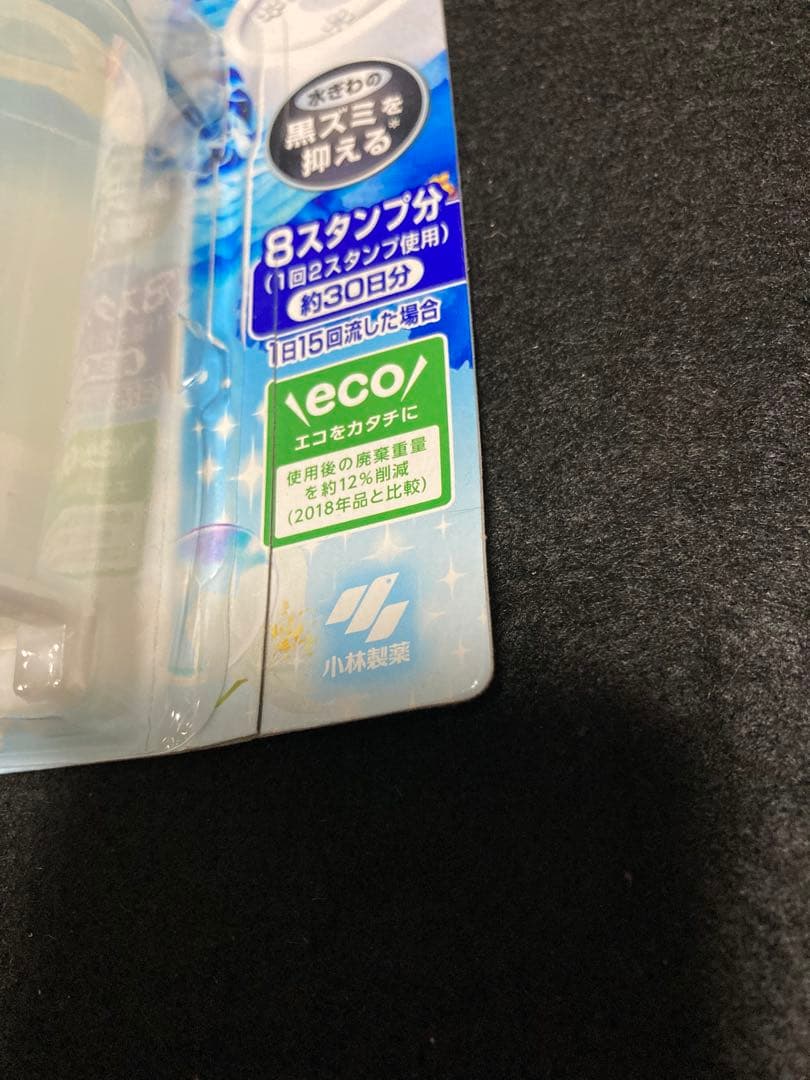 水ぎわの
黒ズミを
抑える※
8スタンプ分
(1回2スタンプ使用)
約30日分
1日15回流した場合
\eco/
エコをカタチに
使用後の廃棄重量
を約12%削減
(2018年品と比較)
小林製薬